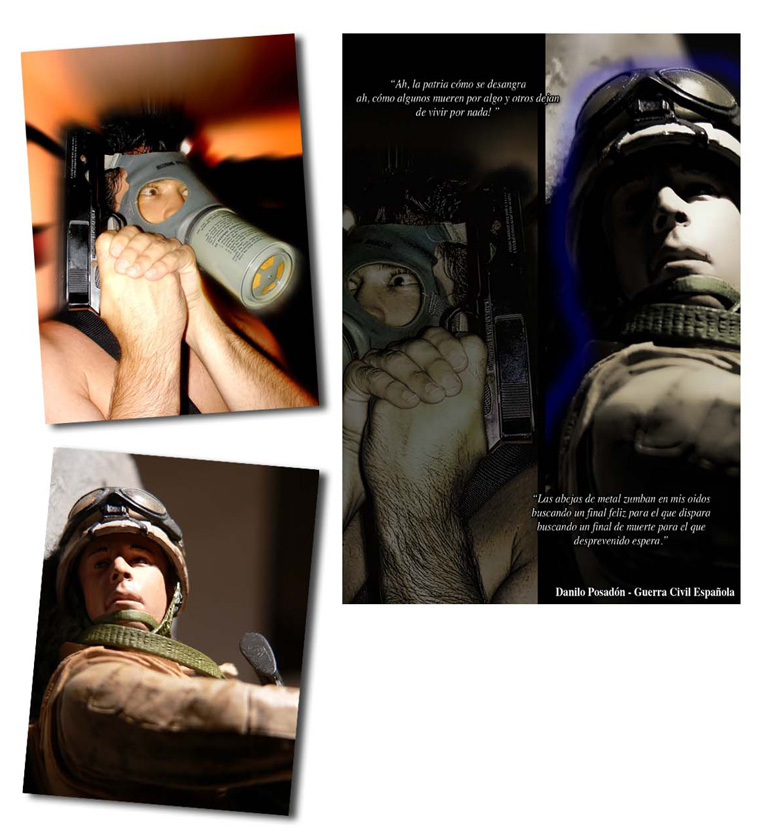 “Ah, la patria cómo se desangra
ah, cómo algunos mueren por algo y otros dejan
de vivir por nada! ”
“Las abejas de metal zumban en mis oidos
buscando un final feliz para el que dispara
buscando un final de muerte para el que
desprevenido espera.”
Danilo Posadón - Guerra Civil Española